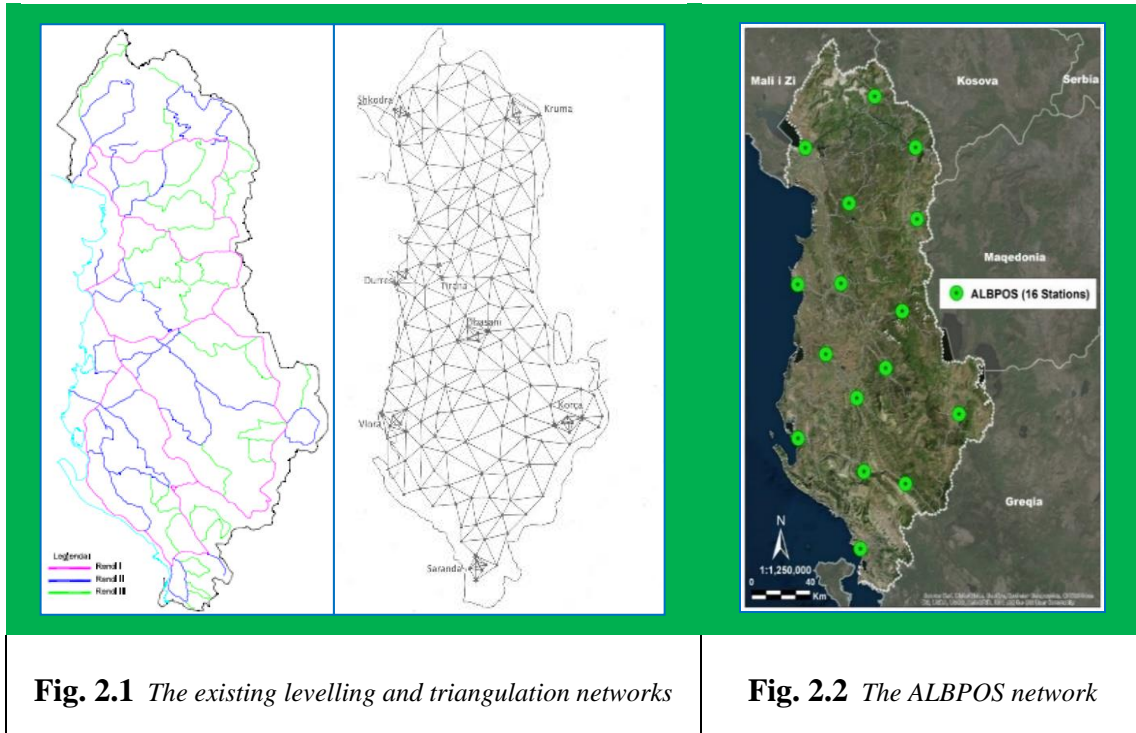 Shkodra
Kruma
Durres
Tirana
Elbasani
Vlora
Korça
Saranda
Legjenda
Rendi I
Rendi II
Rendi III
Mali i Zi
Kosova
Serbia
Maqedonia
ALBPOS (16 Stations)
Greqia
N
1:1,250,000
0 40
Km
Fig. 2.1 The existing levelling and triangulation networks
Fig. 2.2 The ALBPOS network